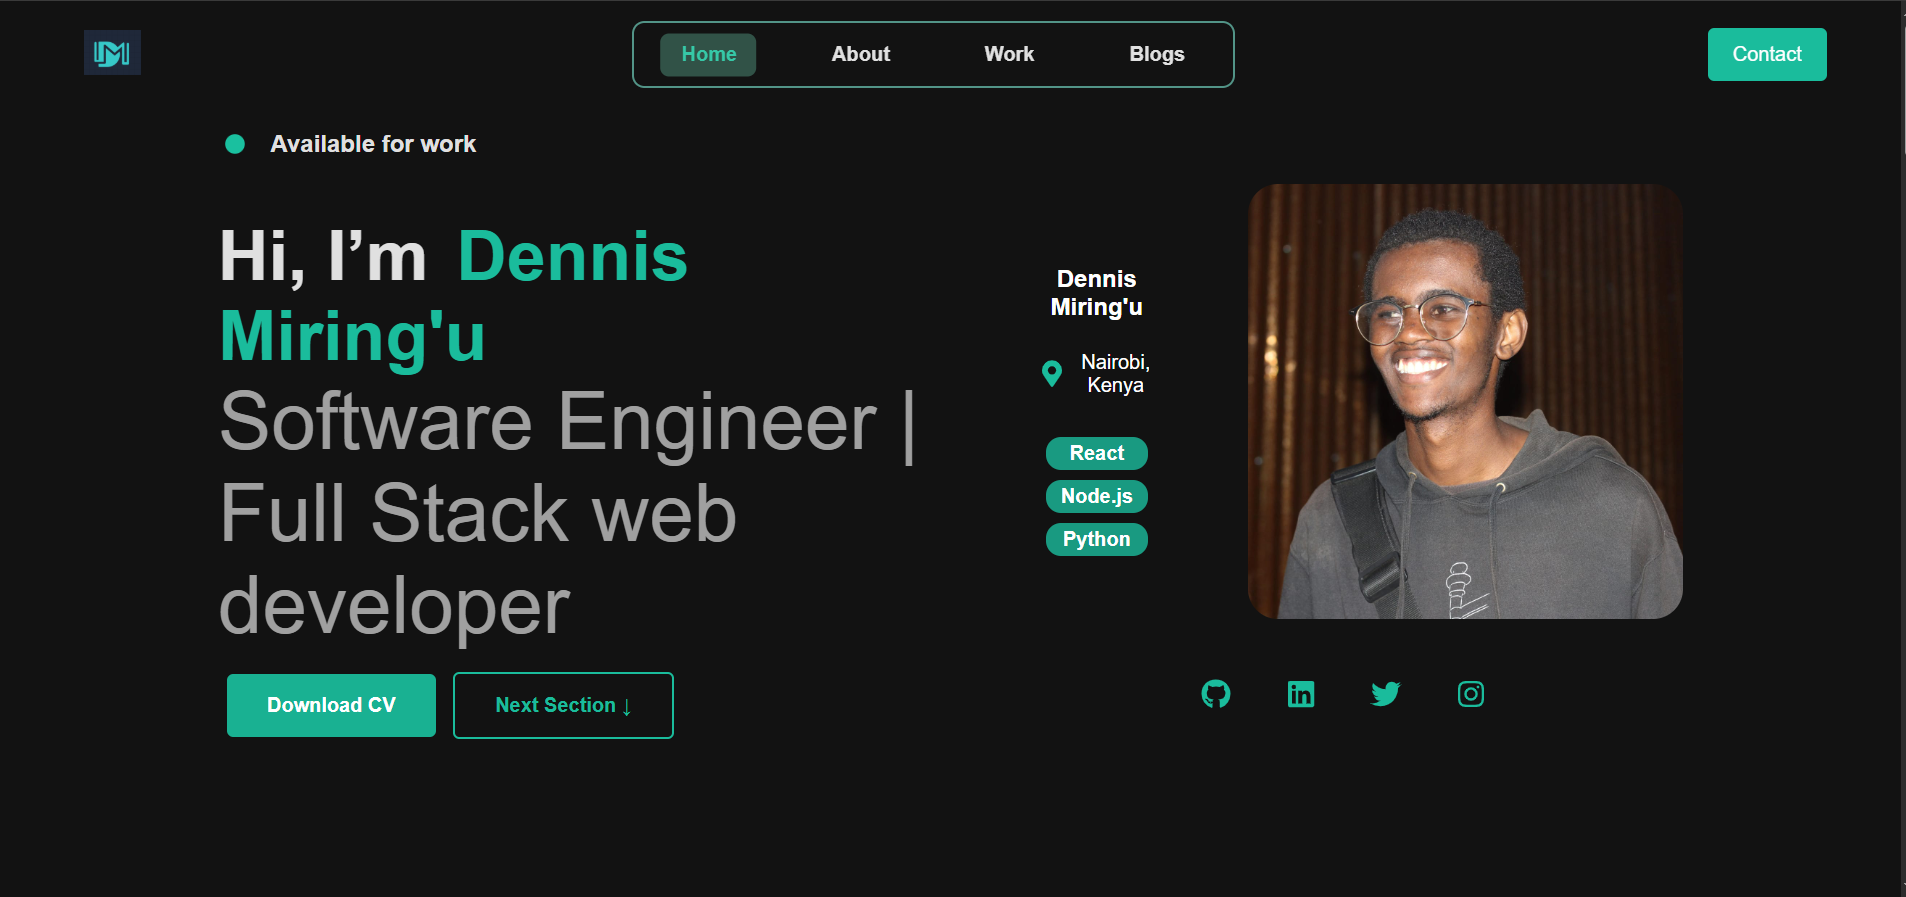 DM
Home
About
Work
Blogs
Contact
Available for work
Hi, I’m Dennis
Miring'u
Software Engineer |
Full Stack web
developer
Download CV
Next Section ↓
Dennis
Miring'u
Nairobi,
Kenya
React
Node.js
Python